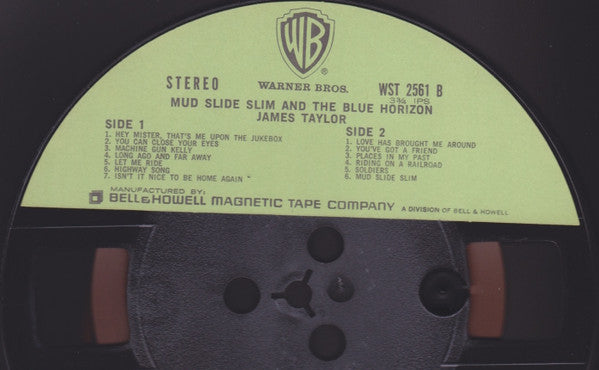 WB
STEREO
WARNER BROS.
WST 2561 B
3¾ IPS
MUD SLIDE SLIM AND THE BLUE HORIZON
JAMES TAYLOR
SIDE 1
1. HEY MISTER, THAT'S ME UPON THE JUKEBOX
2. YOU CAN CLOSE YOUR EYES
3. MACHINE GUN KELLY
4. LONG AGO AND FAR AWAY
5. LET ME RIDE
6. HIGHWAY SONG
7. ISN'T IT NICE TO BE HOME AGAIN
SIDE 2
1. LOVE HAS BROUGHT ME AROUND
2. YOU'VE GOT A FRIEND
3. PLACES IN MY PAST
4. RIDING ON A RAILROAD
5. SOLDIERS
6. MUD SLIDE SLIM
MANUFACTURED BY:
BELL & HOWELL MAGNETIC TAPE COMPANY
A DIVISION OF BELL & HOWELL